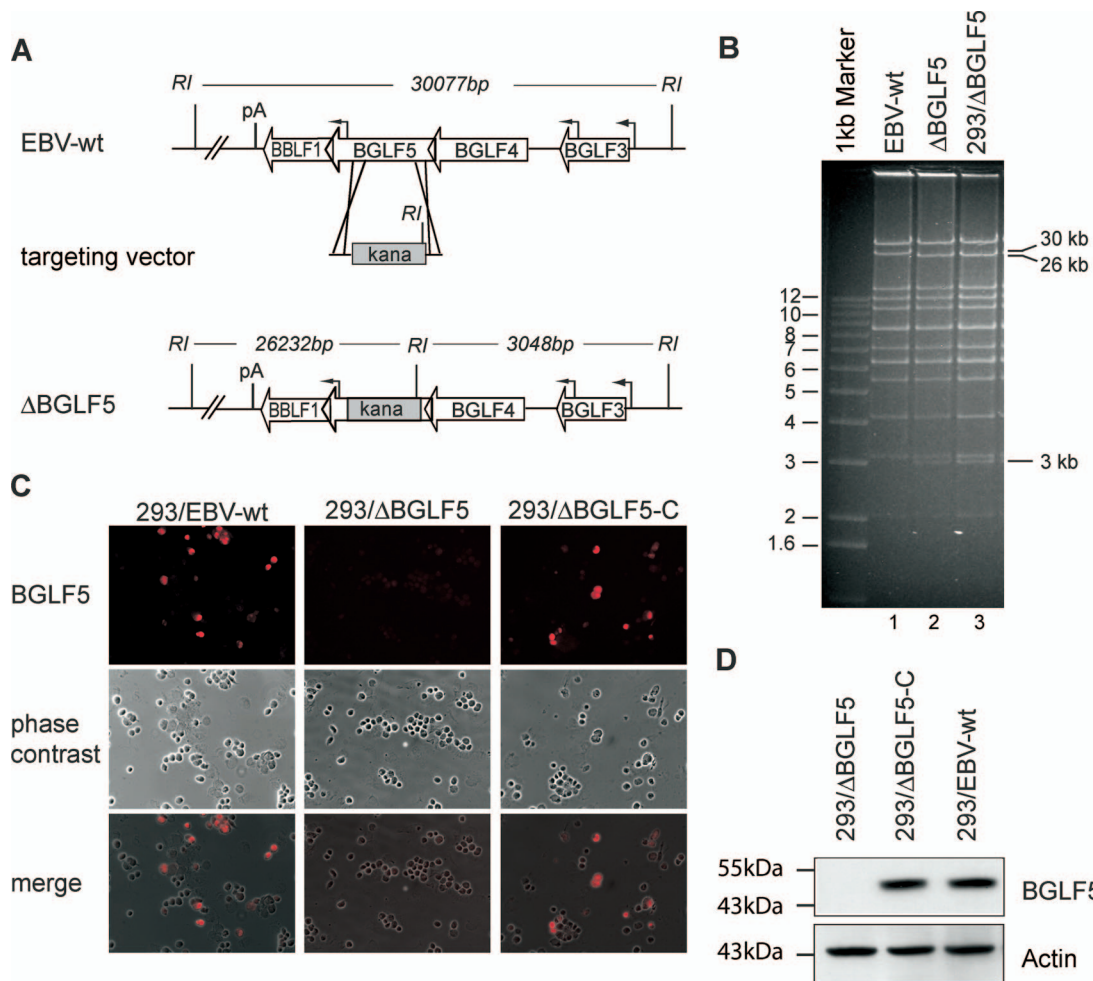 A
RI 30077bp RI
pA
EBV-wt
BBLF1 BGLF5 BGLF4 BGLF3
RI
targeting vector
kana
RI 26232bp RI 3048bp RI
pA
ΔBGLF5
BBLF1 kana BGLF4 BGLF3
B
1kb Marker
EBV-wt
ΔBGLF5
293/ΔBGLF5
30 kb
26 kb
12
10
8
7
6
5
4
3
3 kb
2
1.6
1 2 3
C
293/EBV-wt 293/ΔBGLF5 293/ΔBGLF5-C
BGLF5
phase
contrast
merge
D
293/ΔBGLF5
293/ΔBGLF5-C
293/EBV-wt
55kDa
43kDa
BGLF5
43kDa
Actin